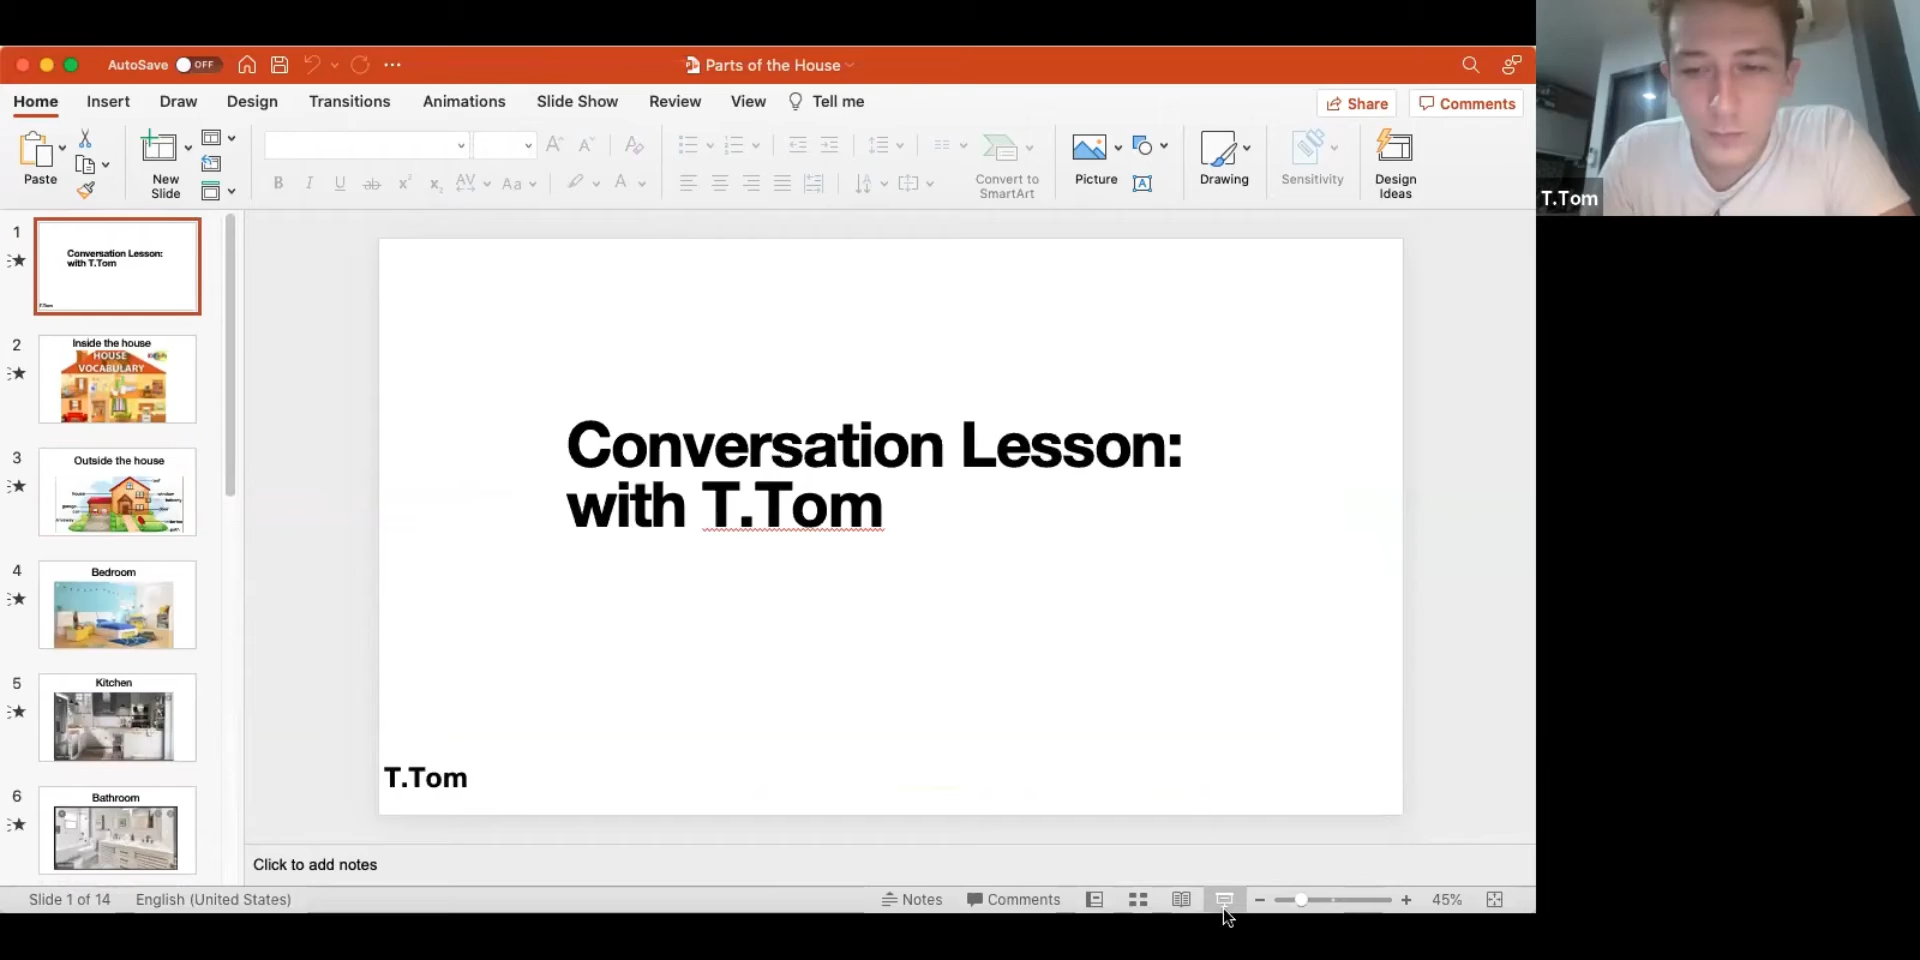 AutoSave OFF
Parts of the House
Home Insert Draw Design Transitions Animations Slide Show Review View Tell me
Share Comments
Paste
New
Slide
Convert to
SmartArt
Picture
Drawing
Sensitivity
Design
Ideas
1
Conversation Lesson:
with T.Tom
T.Tom
2
Inside the house
HOUSE
VOCABULARY
3
Outside the house
4
Bedroom
5
Kitchen
6
Bathroom
Conversation Lesson:
with T.Tom
T.Tom
Click to add notes
Slide 1 of 14 English (United States)
Notes Comments 45%
T.Tom